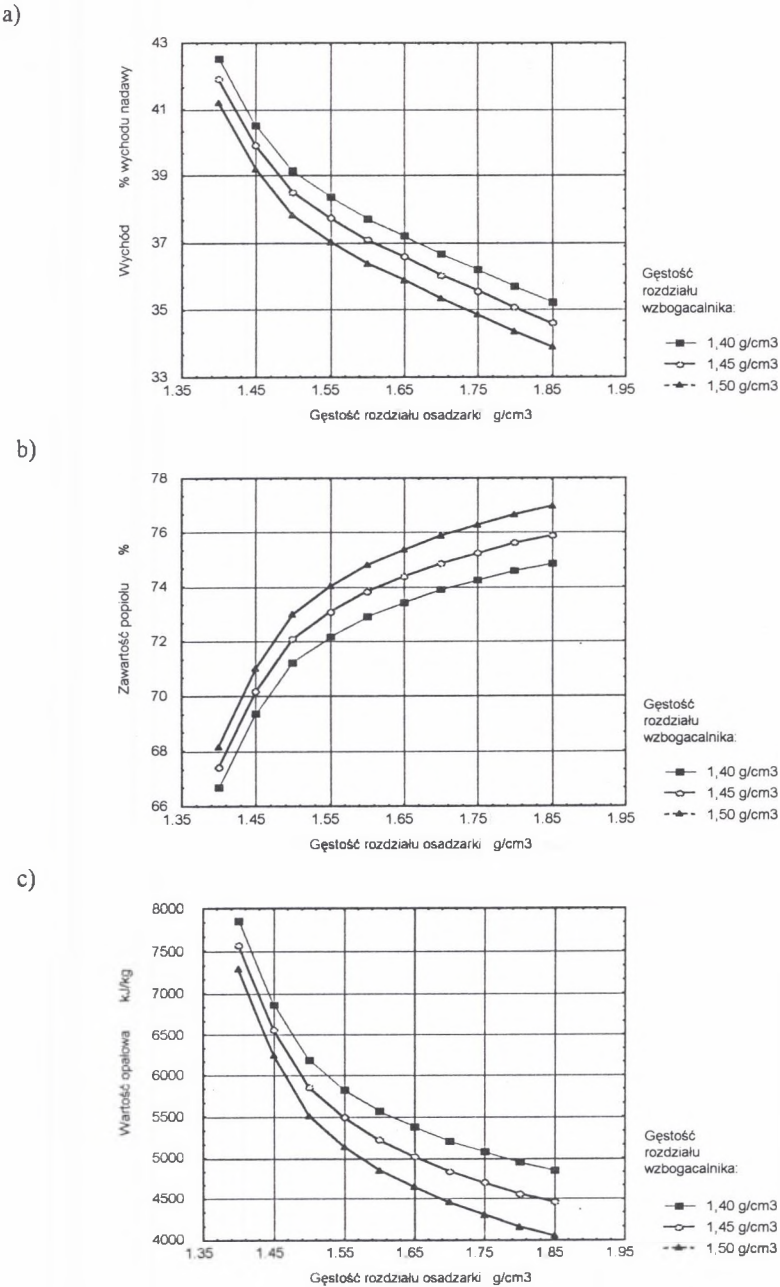 a)
43
41
39
37
35
33
Wychód % wychodu nadawy
1.35 1.45 1.55 1.65 1.75 1.85 1.95
Gęstość rozdziału osadzarki g/cm3
Gęstość
rozdziału
wzbogacalnika:
1,40 g/cm3
1,45 g/cm3
1,50 g/cm3
b)
78
76
74
72
70
68
66
Zawartość popiołu %
1.35 1.45 1.55 1.65 1.75 1.85 1.95
Gęstość rozdziału osadzarki g/cm3
Gęstość
rozdziału
wzbogacalnika:
1,40 g/cm3
1,45 g/cm3
1,50 g/cm3
c)
8000
7500
7000
6500
6000
5500
5000
4500
4000
Wartość opałowa kJ/kg
1.35 1.45 1.55 1.65 1.75 1.85 1.95
Gęstość rozdziału osadzarki g/cm3
Gęstość
rozdziału
wzbogacalnika:
1,40 g/cm3
1,45 g/cm3
1,50 g/cm3